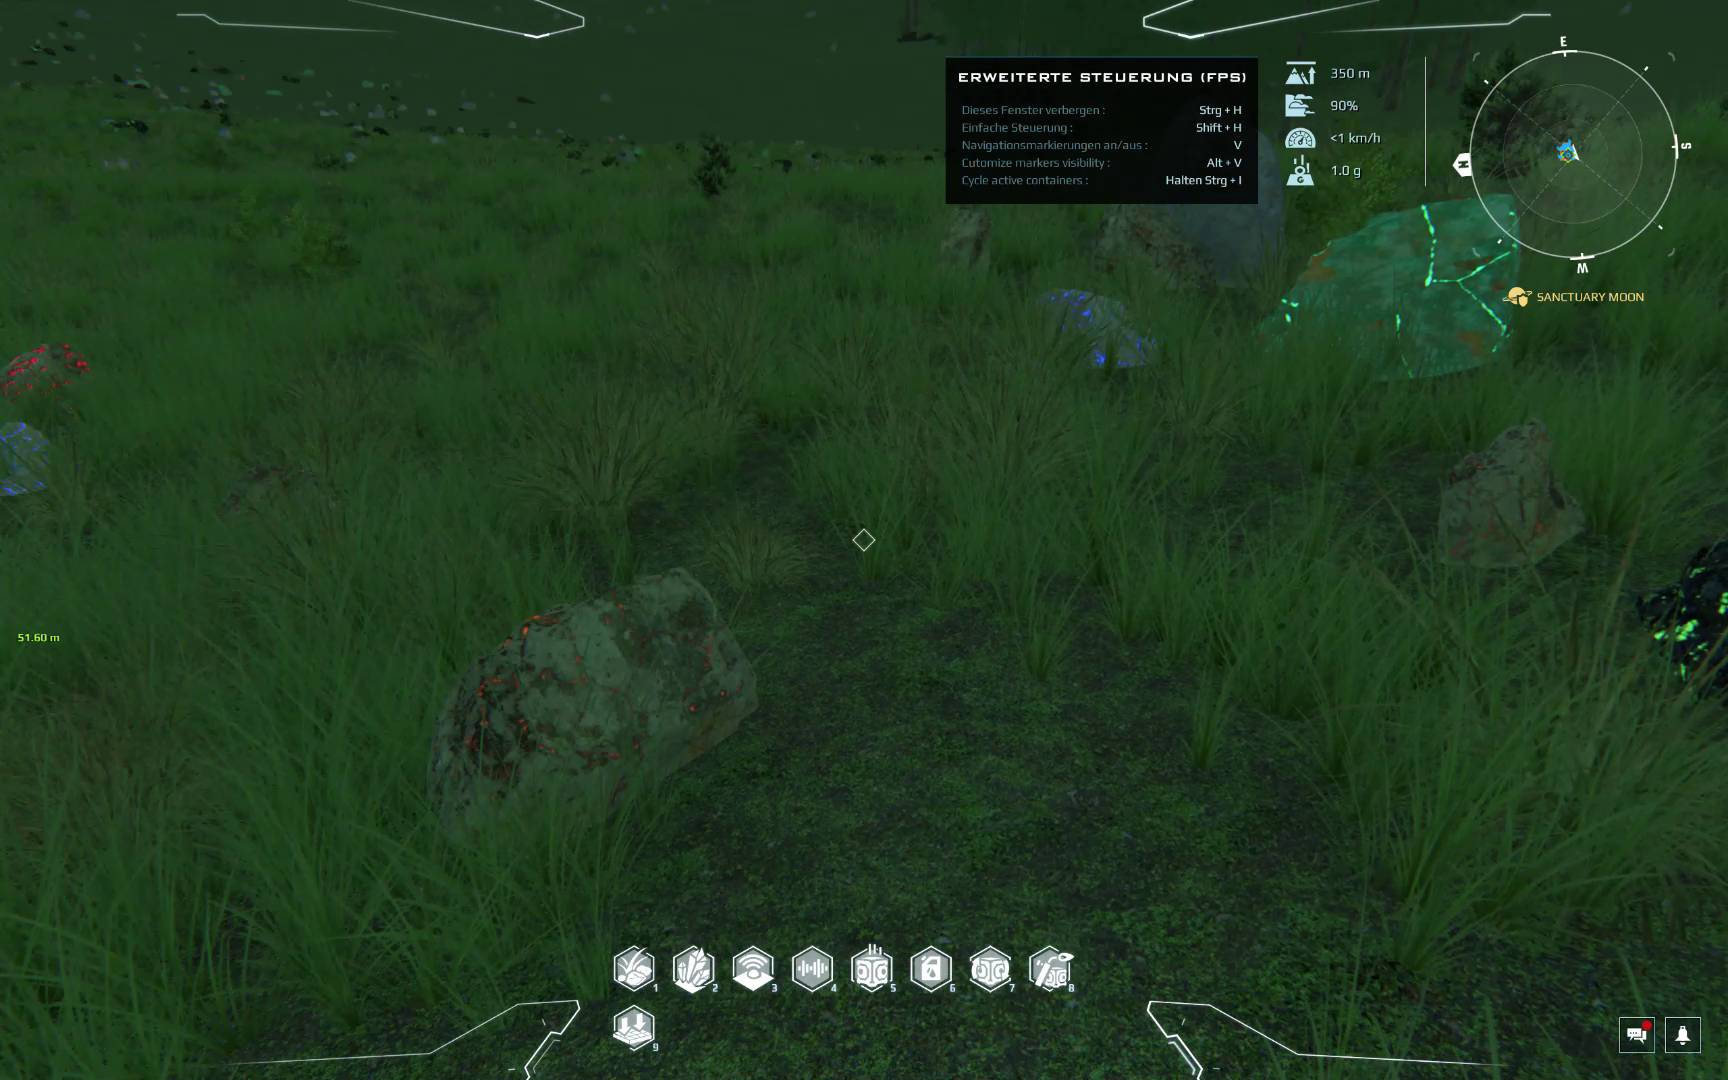 E
ERWEITERTE STEUERUNG (FPS)
Dieses Fenster verbergen : Strg + H
Einfache Steuerung : Shift + H
Navigationsmarkierungen an/aus : V
Cutomize markers visibility : Alt + V
Cycle active containers : Halten Strg + I
350 m
90%
<1 km/h
G 1.0 g
N
S
W
SANCTUARY MOON
51.60 m
1 2 3 4 5 6 7 8
9